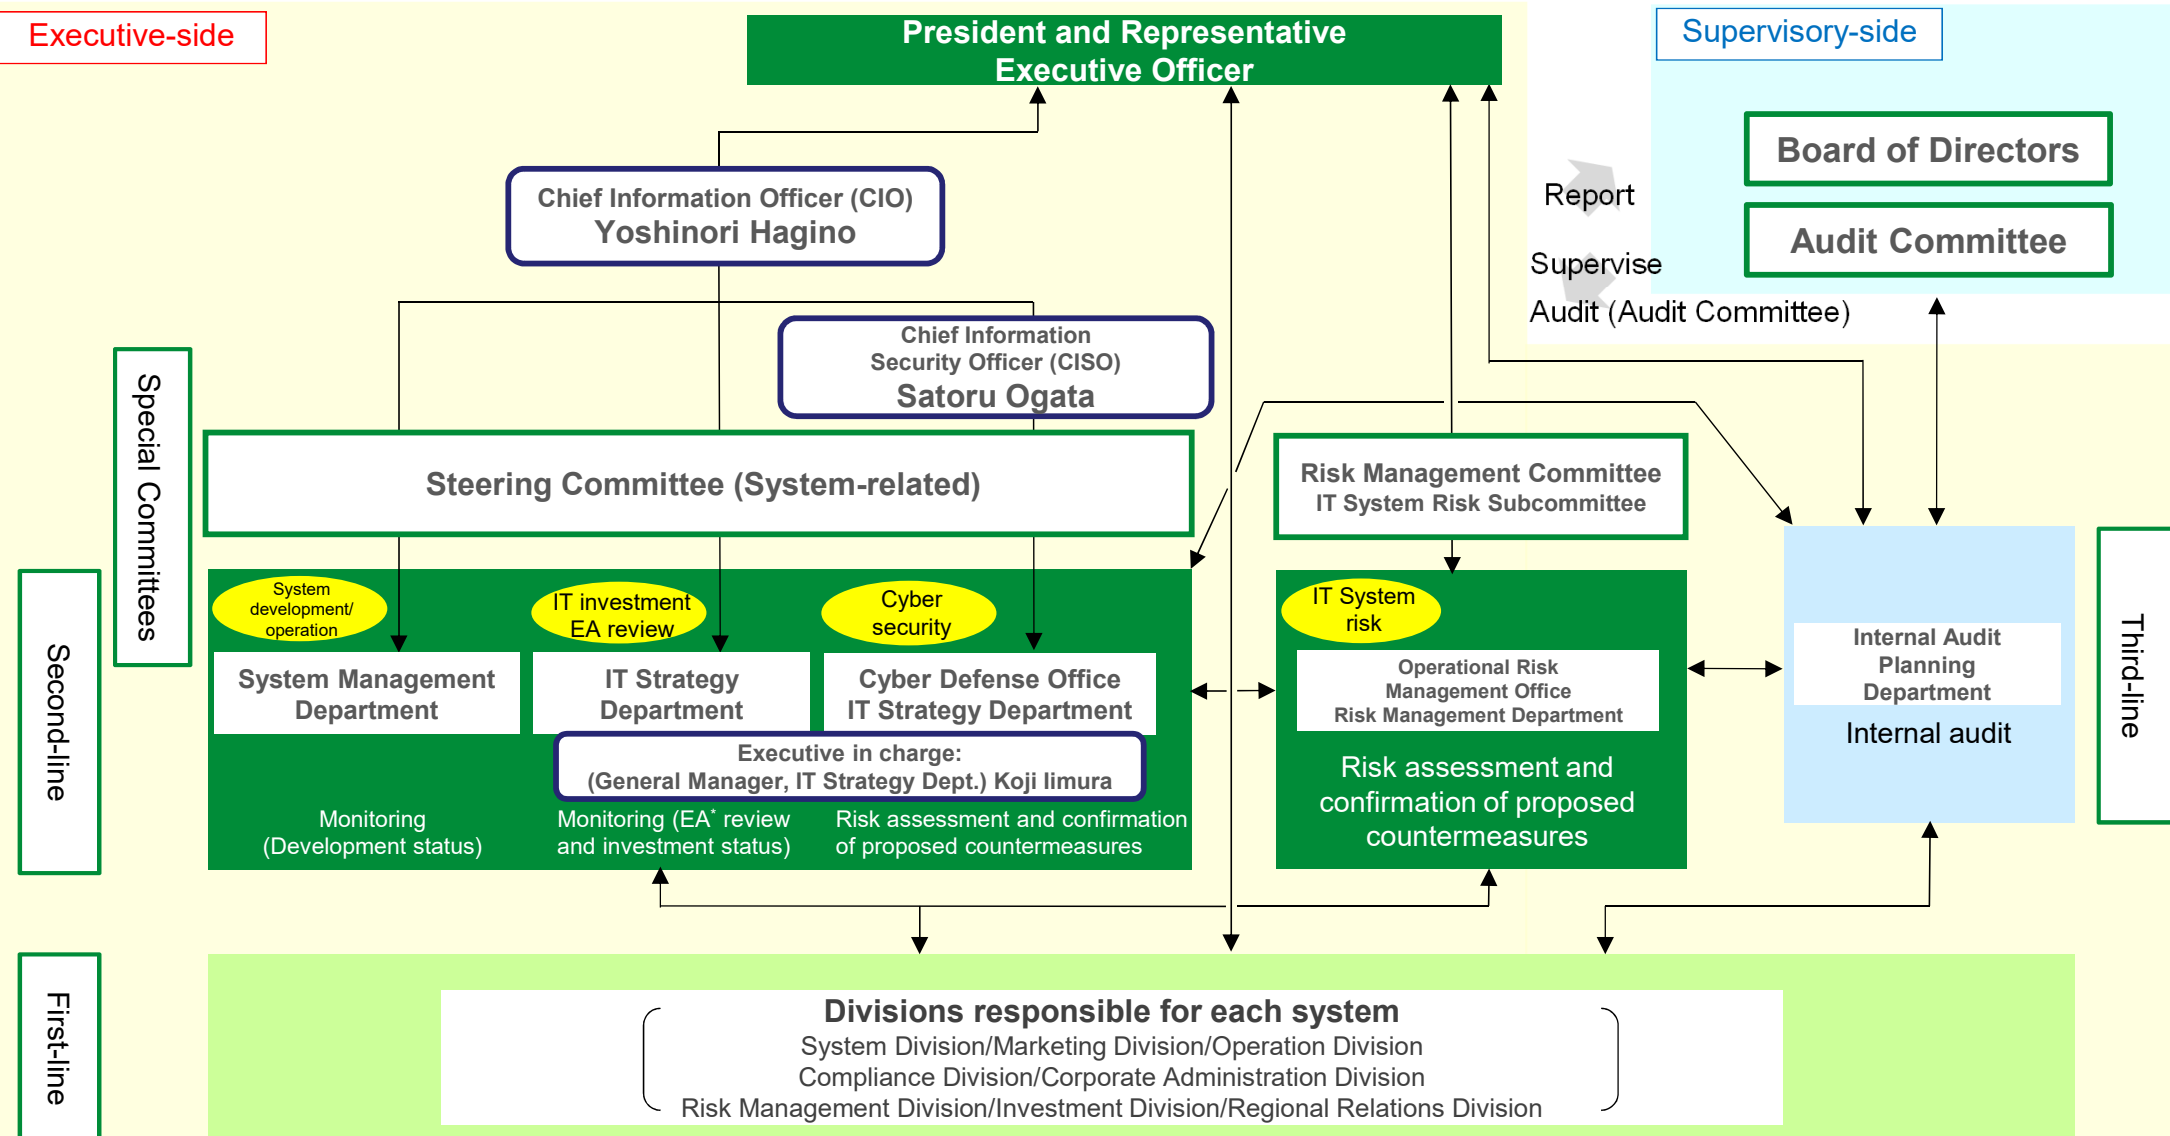 Executive-side
President and Representative
Executive Officer
Supervisory-side
Board of Directors
Audit Committee
Report
Supervise
Audit (Audit Committee)
Chief Information Officer (CIO)
Yoshinori Hagino
Chief Information
Security Officer (CISO)
Satoru Ogata
Special Committees
Steering Committee (System-related)
Risk Management Committee
IT System Risk Subcommittee
Second-line
System
development/
operation
IT investment
EA review
Cyber
security
IT System
risk
System Management
Department
IT Strategy
Department
Cyber Defense Office
IT Strategy Department
Executive in charge:
(General Manager, IT Strategy Dept.) Koji Iimura
Monitoring
(Development status)
Monitoring (EA* review
and investment status)
Risk assessment and confirmation
of proposed countermeasures
Operational Risk
Management Office
Risk Management Department
Risk assessment and
confirmation of proposed
countermeasures
Internal Audit
Planning
Department
Internal audit
Third-line
First-line
Divisions responsible for each system
System Division/Marketing Division/Operation Division
Compliance Division/Corporate Administration Division
Risk Management Division/Investment Division/Regional Relations Division